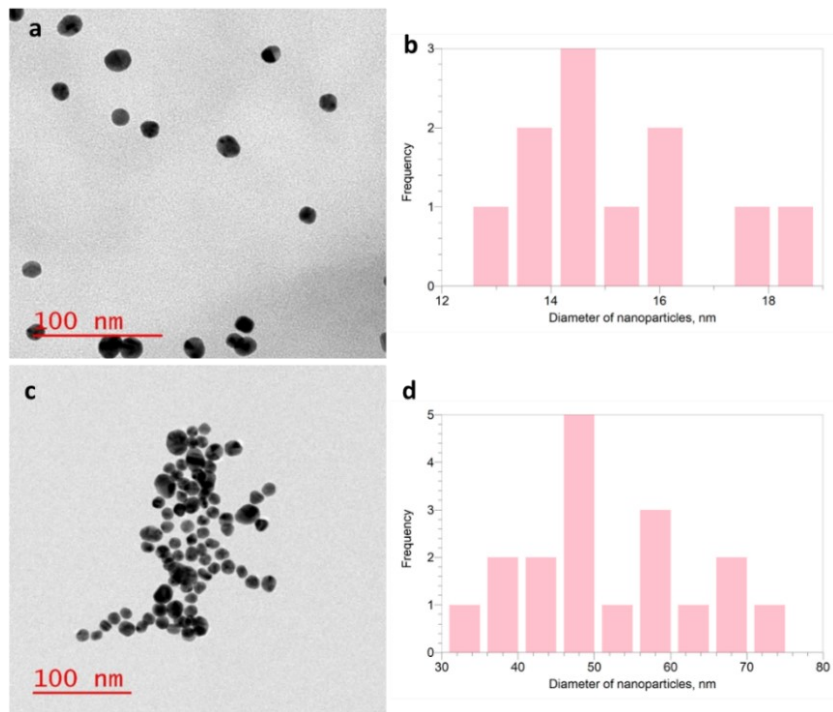 a
100 nm
b
3
2
1
0
Frequency
12
14
16
18
Diameter of nanoparticles, nm
c
100 nm
d
5
4
3
2
1
0
Frequency
30
40
50
60
70
80
Diameter of nanoparticles, nm